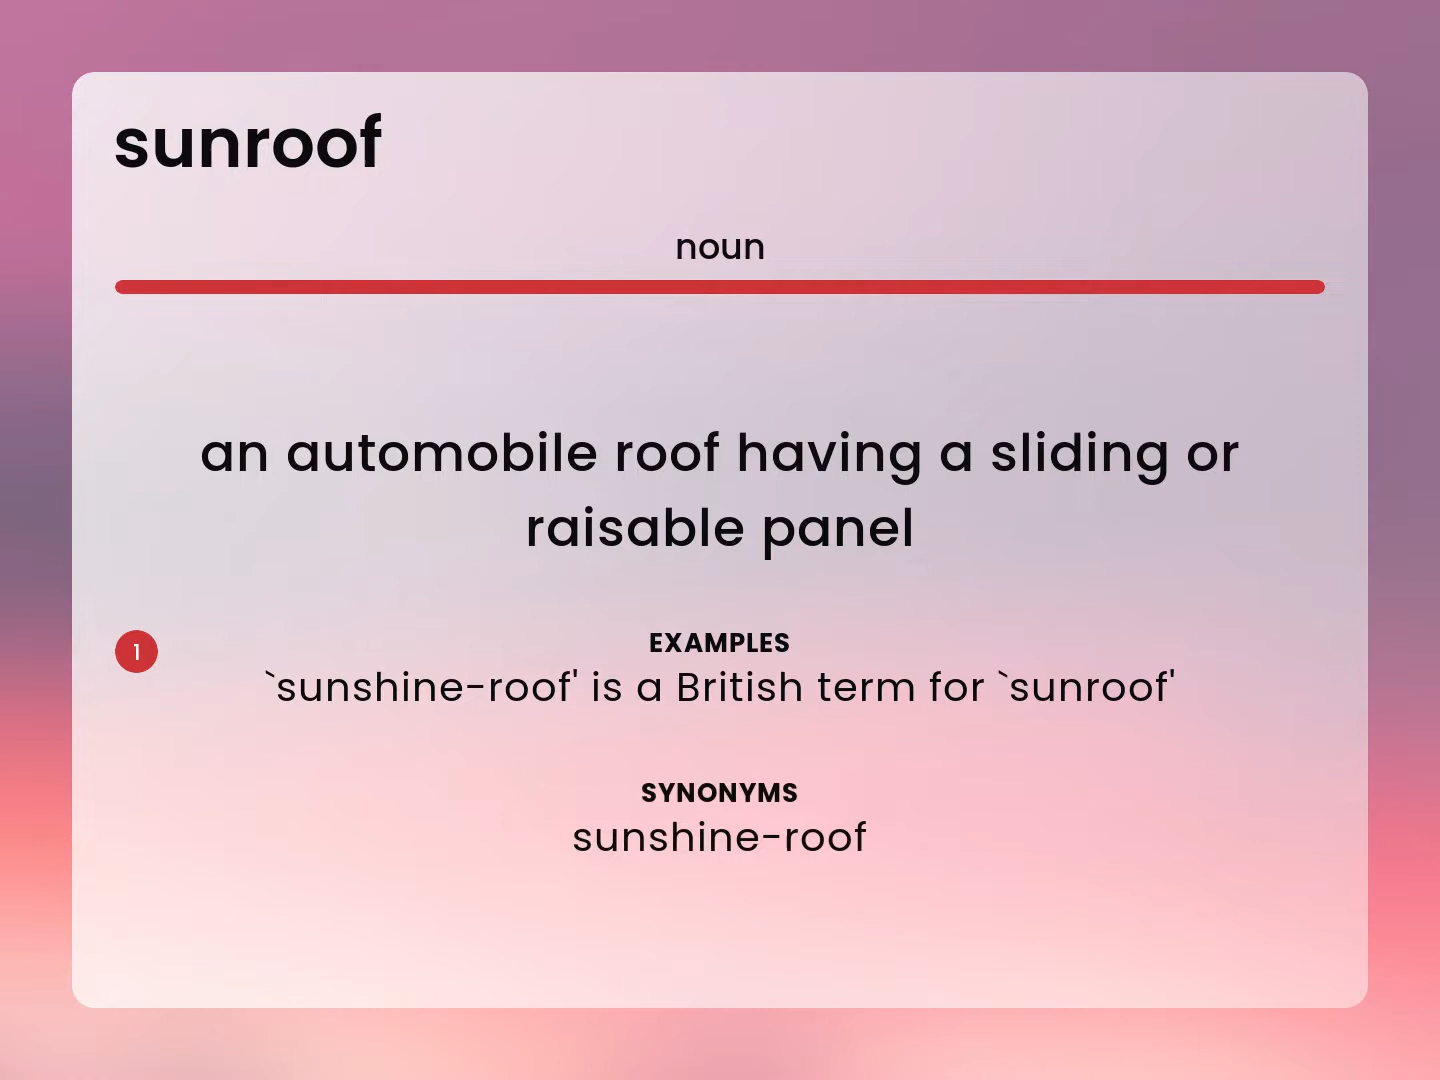 sunroof
noun
an automobile roof having a sliding or
raisable panel
1
EXAMPLES
`sunshine-roof' is a British term for `sunroof'
SYNONYMS
sunshine-roof